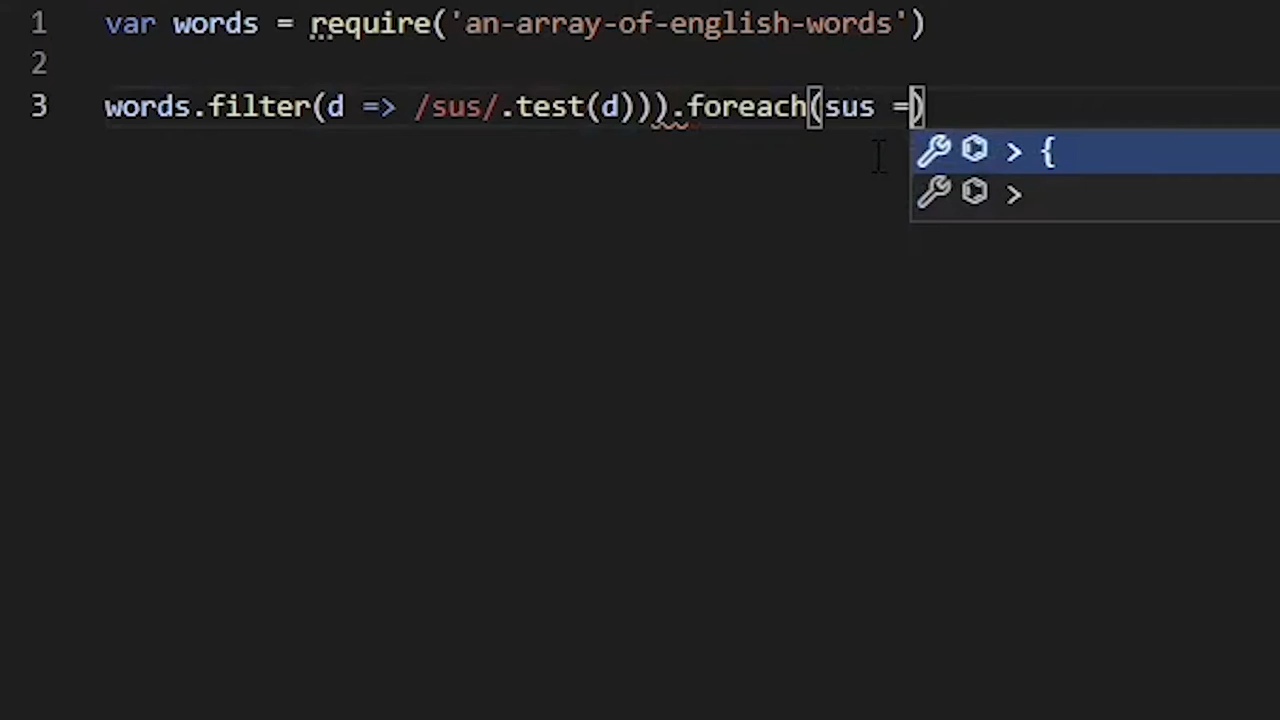 1 var words = require('an-array-of-english-words')
2
3 words.filter(d => /sus/.test(d))).foreach(sus =)
> {
>